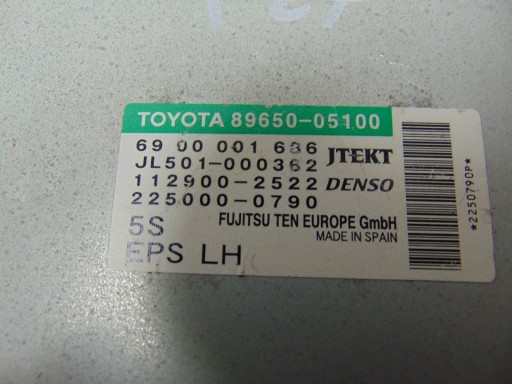 TOYOTA 89650-05100
69 00 001 686
JL501-000362 JTEKT
112900-2522 DENSO
225000-0790
5S FUJITSU TEN EUROPE GmbH
MADE IN SPAIN
EPS LH
*2250790P*